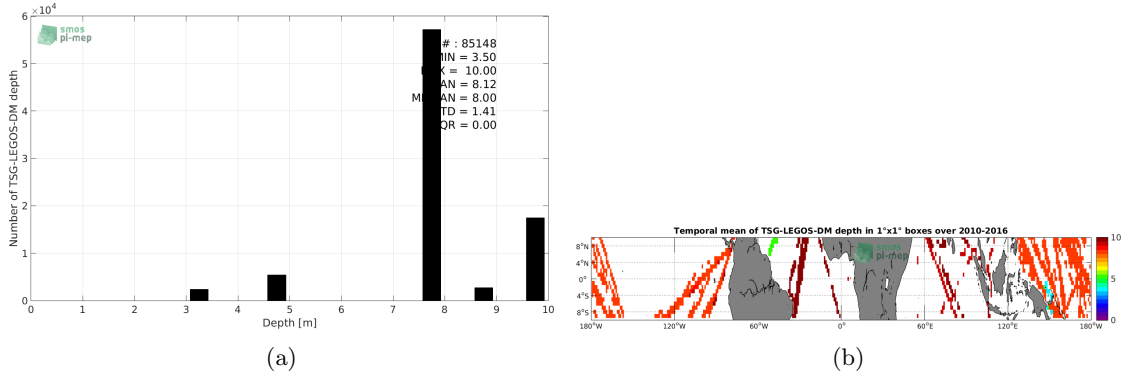 ×10⁴
6
5
4
3
2
1
0
Number of TSG-LEGOS-DM depth
smos
pi-mep
# : 85148
= 3.50
= 10.00
= 8.12
= 8.00
= 1.41
= 0.00
0 1 2 3 4 5 6 7 8 9 10
Depth [m]
(a)
Temporal mean of TSG-LEGOS-DM depth in 1°x1° boxes over 2010-2016
smos
pi-mep
8°N
4°N
0°
4°S
8°S
180°W 120°W 60°W 0° 60°E 120°E 180°W
10
5
0
(b)